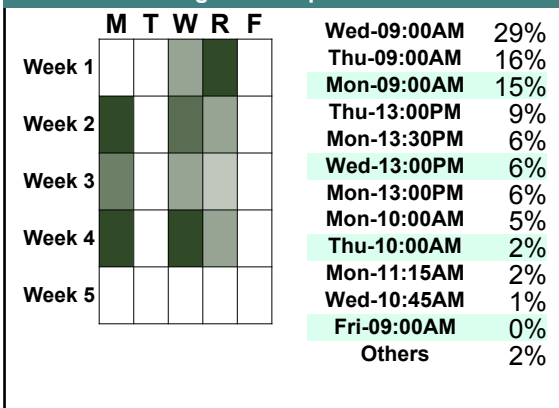 M T W R F
Week 1
Week 2
Week 3
Week 4
Week 5
Wed-09:00AM 29%
Thu-09:00AM 16%
Mon-09:00AM 15%
Thu-13:00PM 9%
Mon-13:30PM 6%
Wed-13:00PM 6%
Mon-13:00PM 6%
Mon-10:00AM 5%
Thu-10:00AM 2%
Mon-11:15AM 2%
Wed-10:45AM 1%
Fri-09:00AM 0%
Others 2%